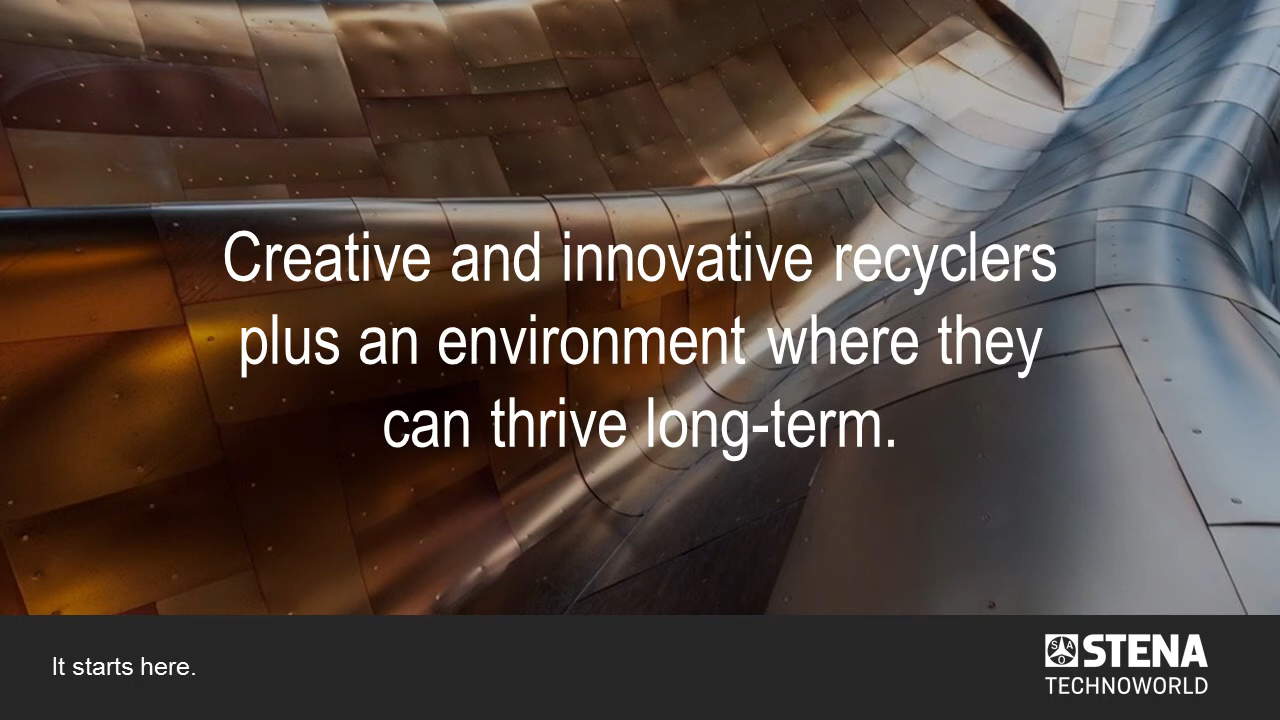 Creative and innovative recyclers
plus an environment where they
can thrive long-term.
It starts here.
S A O
STENA
TECHNOWORLD